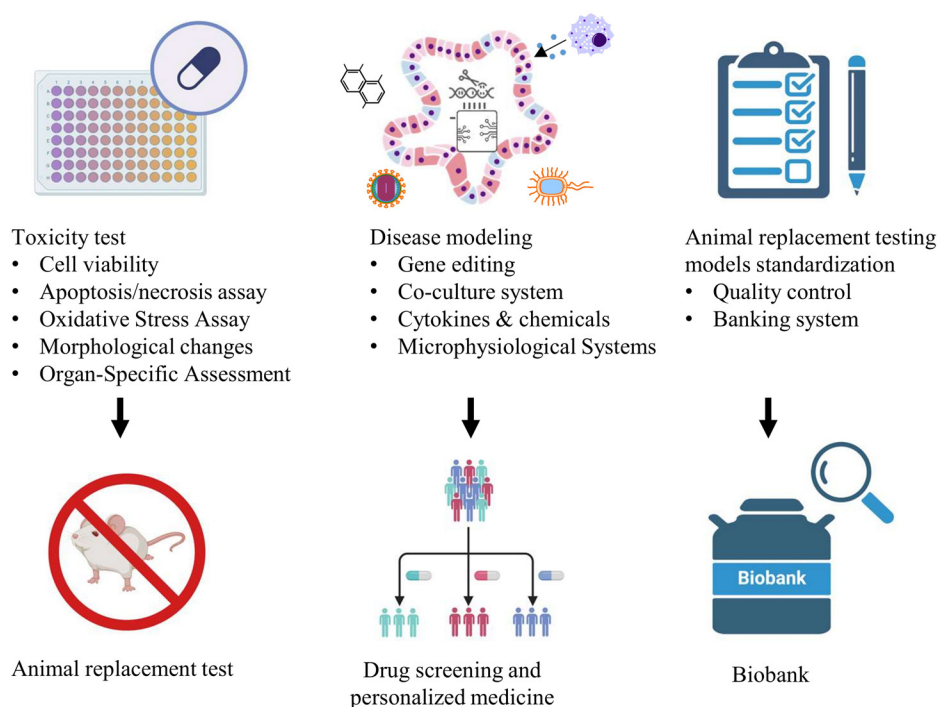 Toxicity test
• Cell viability
• Apoptosis/necrosis assay
• Oxidative Stress Assay
• Morphological changes
• Organ-Specific Assessment
Disease modeling
• Gene editing
• Co-culture system
• Cytokines & chemicals
• Microphysiological Systems
Animal replacement testing
models standardization
• Quality control
• Banking system
Animal replacement test
Drug screening and
personalized medicine
Biobank
Biobank